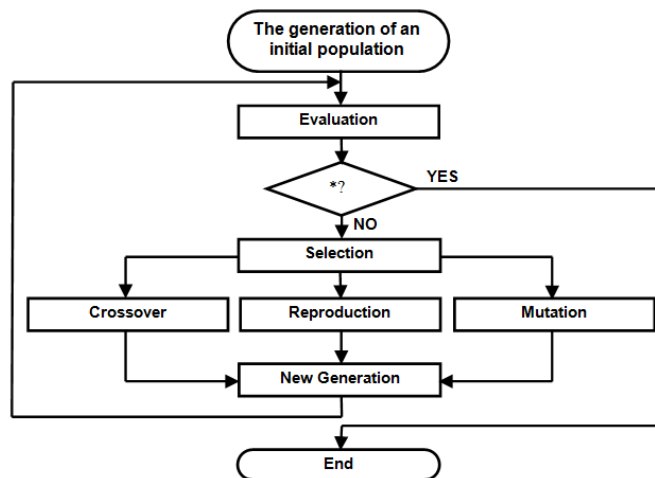 The generation of an
initial population
Evaluation
*?
YES
NO
Selection
Crossover
Reproduction
Mutation
New Generation
End